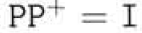 PP⁺ = I